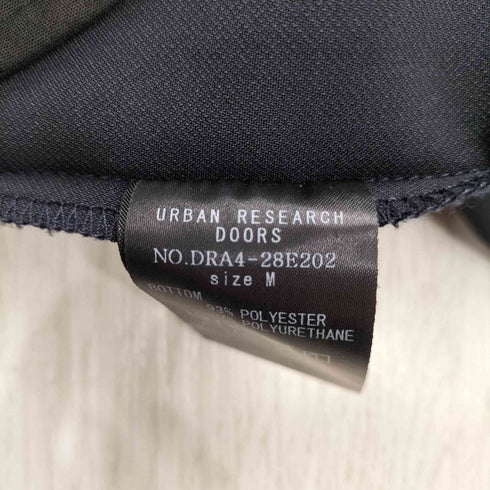 URBAN RESEARCH
DOORS
NO.DRA4-28E202
size M
BOTTOM
93% POLYESTER
POLYURETHANE